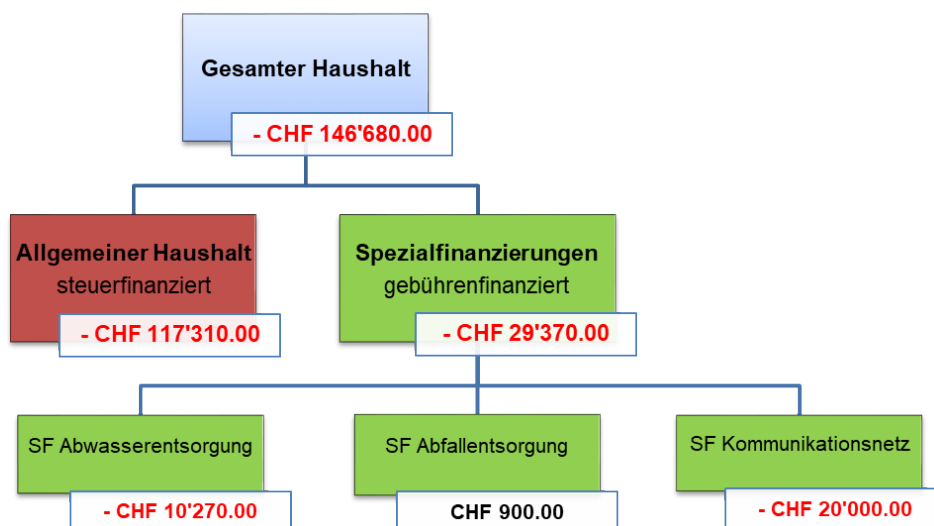 Gesamter Haushalt
- CHF 146'680.00
Allgemeiner Haushalt
steuerfinanziert
- CHF 117'310.00
Spezialfinanzierungen
gebührenfinanziert
- CHF 29'370.00
SF Abwasserentsorgung
- CHF 10'270.00
SF Abfallentsorgung
CHF 900.00
SF Kommunikationsnetz
- CHF 20'000.00